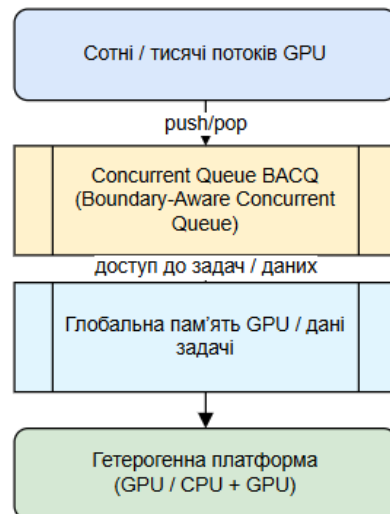 Сотні / тисячі потоків GPU
push/pop
Concurrent Queue BACQ
(Boundary-Aware Concurrent
Queue)
доступ до задач / даних
Глобальна пам’ять GPU / дані
задачі
Гетерогенна платформа
(GPU / CPU + GPU)